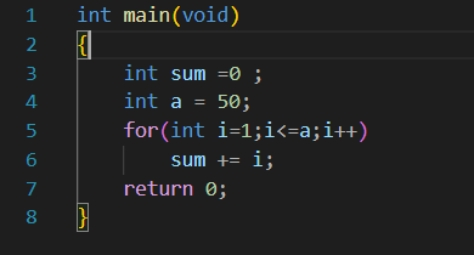 1 int main(void)
2 {
3     int sum =0 ;
4     int a = 50;
5     for(int i=1;i<=a;i++)
6         sum += i;
7     return 0;
8 }